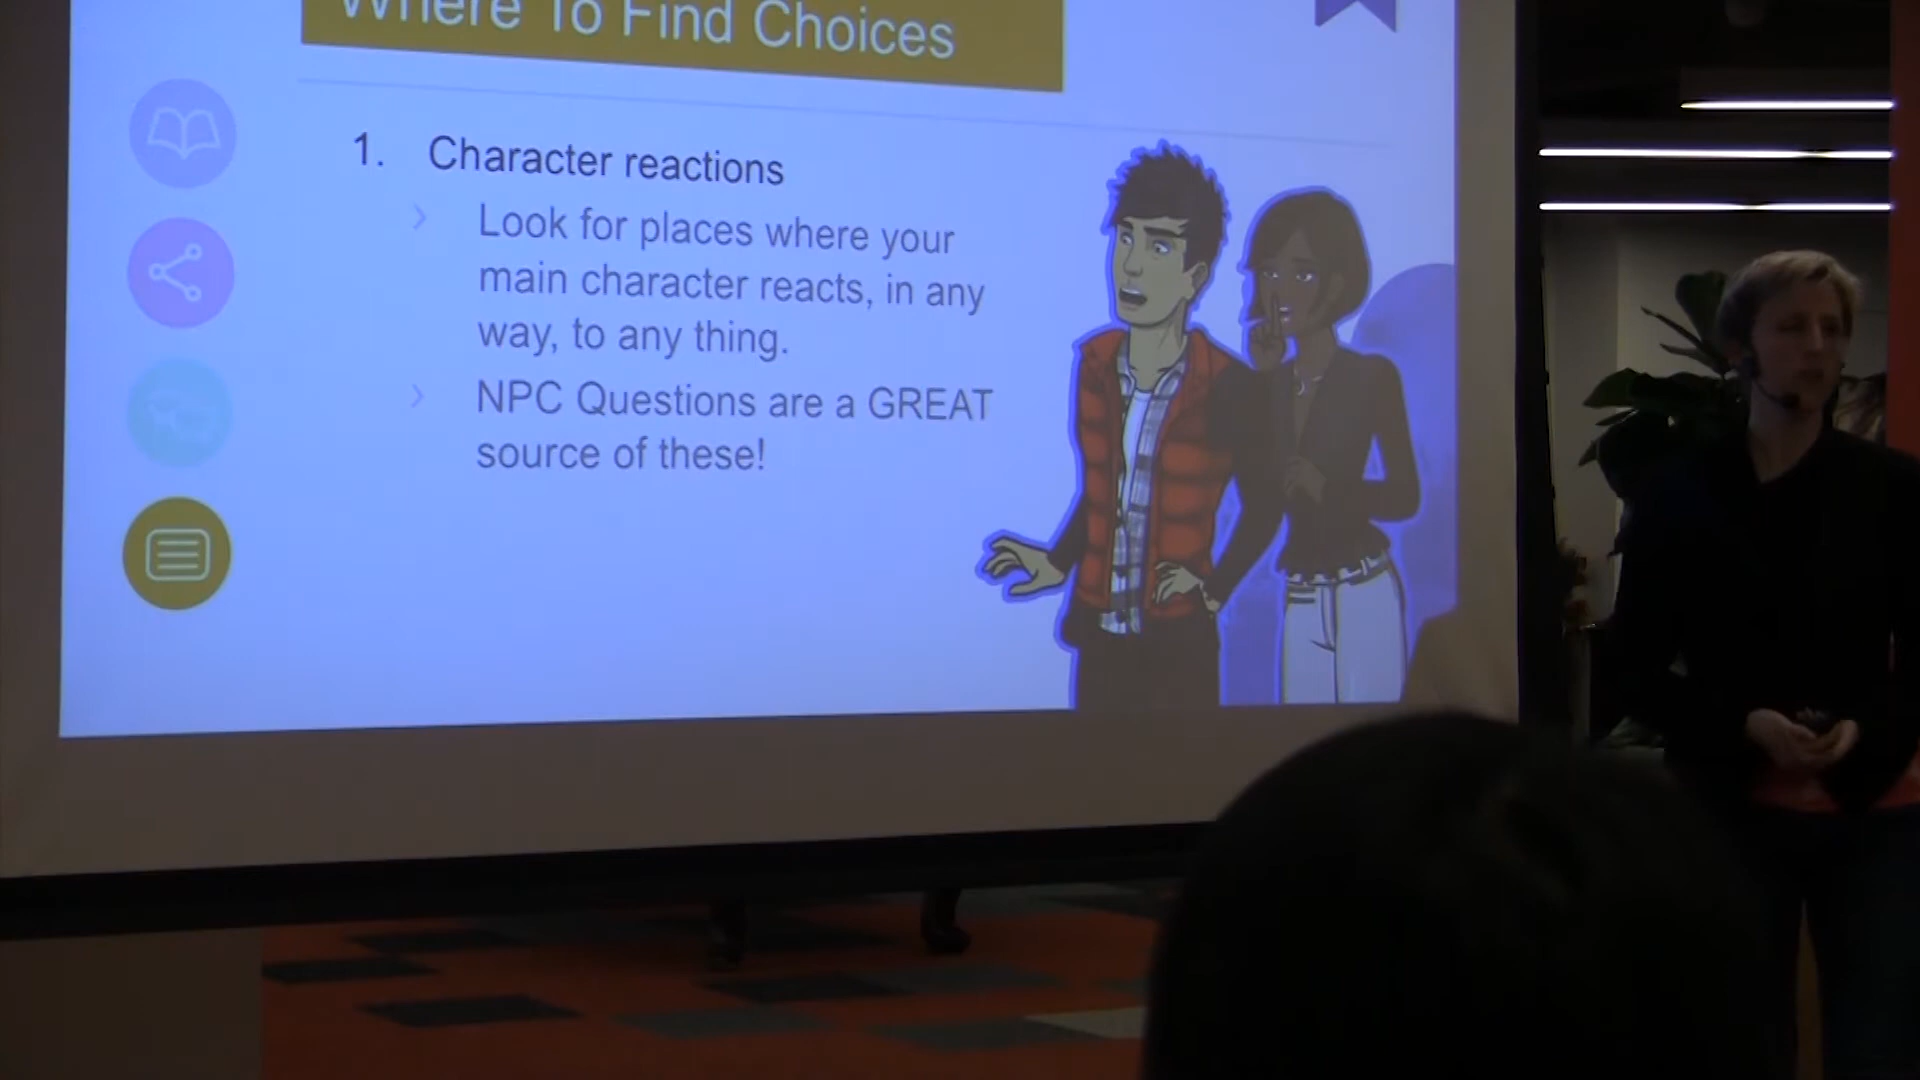 Where To Find Choices
1. Character reactions
› Look for places where your
main character reacts, in any
way, to any thing.
› NPC Questions are a GREAT
source of these!